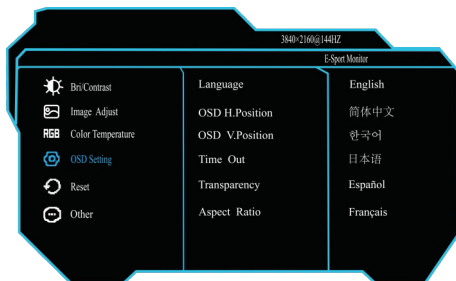 3840×2160@144HZ
E-Sport Monitor
Bri/Contrast
Image Adjust
RGB Color Temperature
OSD Setting
Reset
Other
Language
OSD H.Position
OSD V.Position
Time Out
Transparency
Aspect Ratio
English
简体中文
한국어
日本语
Español
Français